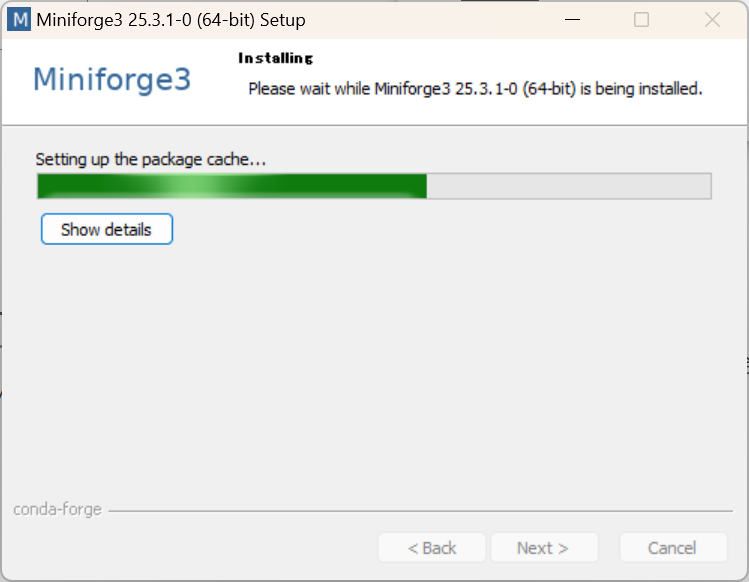 M Miniforge3 25.3.1-0 (64-bit) Setup
Miniforge3
Installing
Please wait while Miniforge3 25.3.1-0 (64-bit) is being installed.
Setting up the package cache...
Show details
conda-forge
< Back
Next >
Cancel